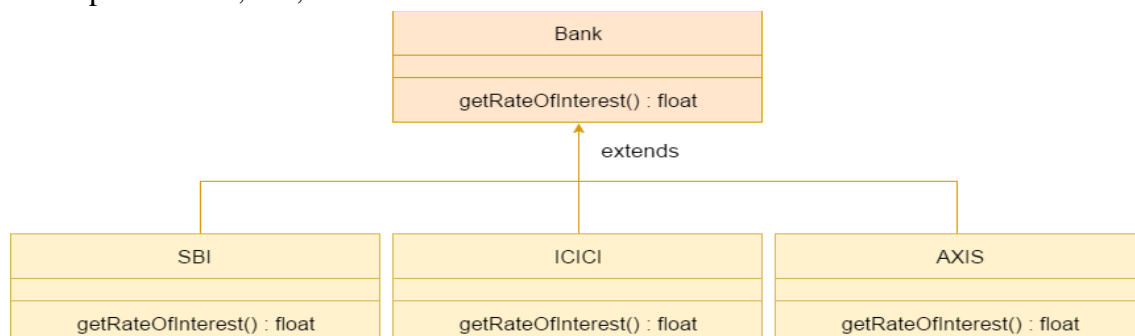 Bank
getRateOfInterest() : float
extends
SBI
ICICI
AXIS
getRateOfInterest() : float
getRateOfInterest() : float
getRateOfInterest() : float